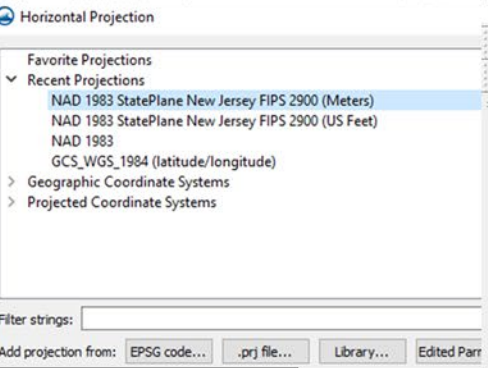 Horizontal Projection
Favorite Projections
Recent Projections
NAD 1983 StatePlane New Jersey FIPS 2900 (Meters)
NAD 1983 StatePlane New Jersey FIPS 2900 (US Feet)
NAD 1983
GCS_WGS_1984 (latitude/longitude)
Geographic Coordinate Systems
Projected Coordinate Systems
Filter strings:
Add projection from: EPSG code... .prj file... Library... Edited Parr